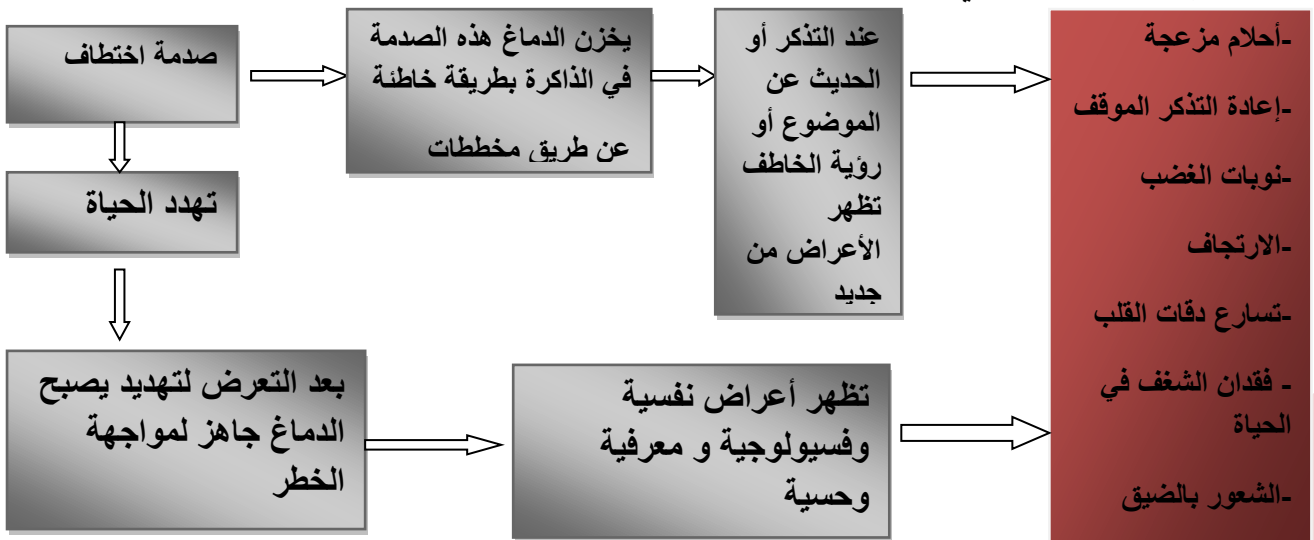 صدمة اختطاف
يخزن الدماغ هذه الصدمة
في الذاكرة بطريقة خاطئة
عن طريق مخططات
عند التذكر أو
الحديث عن
الموضوع أو
رؤية الخاطف
تظهر
الأعراض من
جديد
-أحلام مزعجة
-إعادة التذكر الموقف
-نوبات الغضب
-الارتجاف
-تسارع دقات القلب
- فقدان الشغف في
الحياة
-الشعور بالضيق
تهدد الحياة
بعد التعرض لتهديد يصبح
الدماغ جاهز لمواجهة
الخطر
تظهر أعراض نفسية
وفسيولوجية و معرفية
وحسية